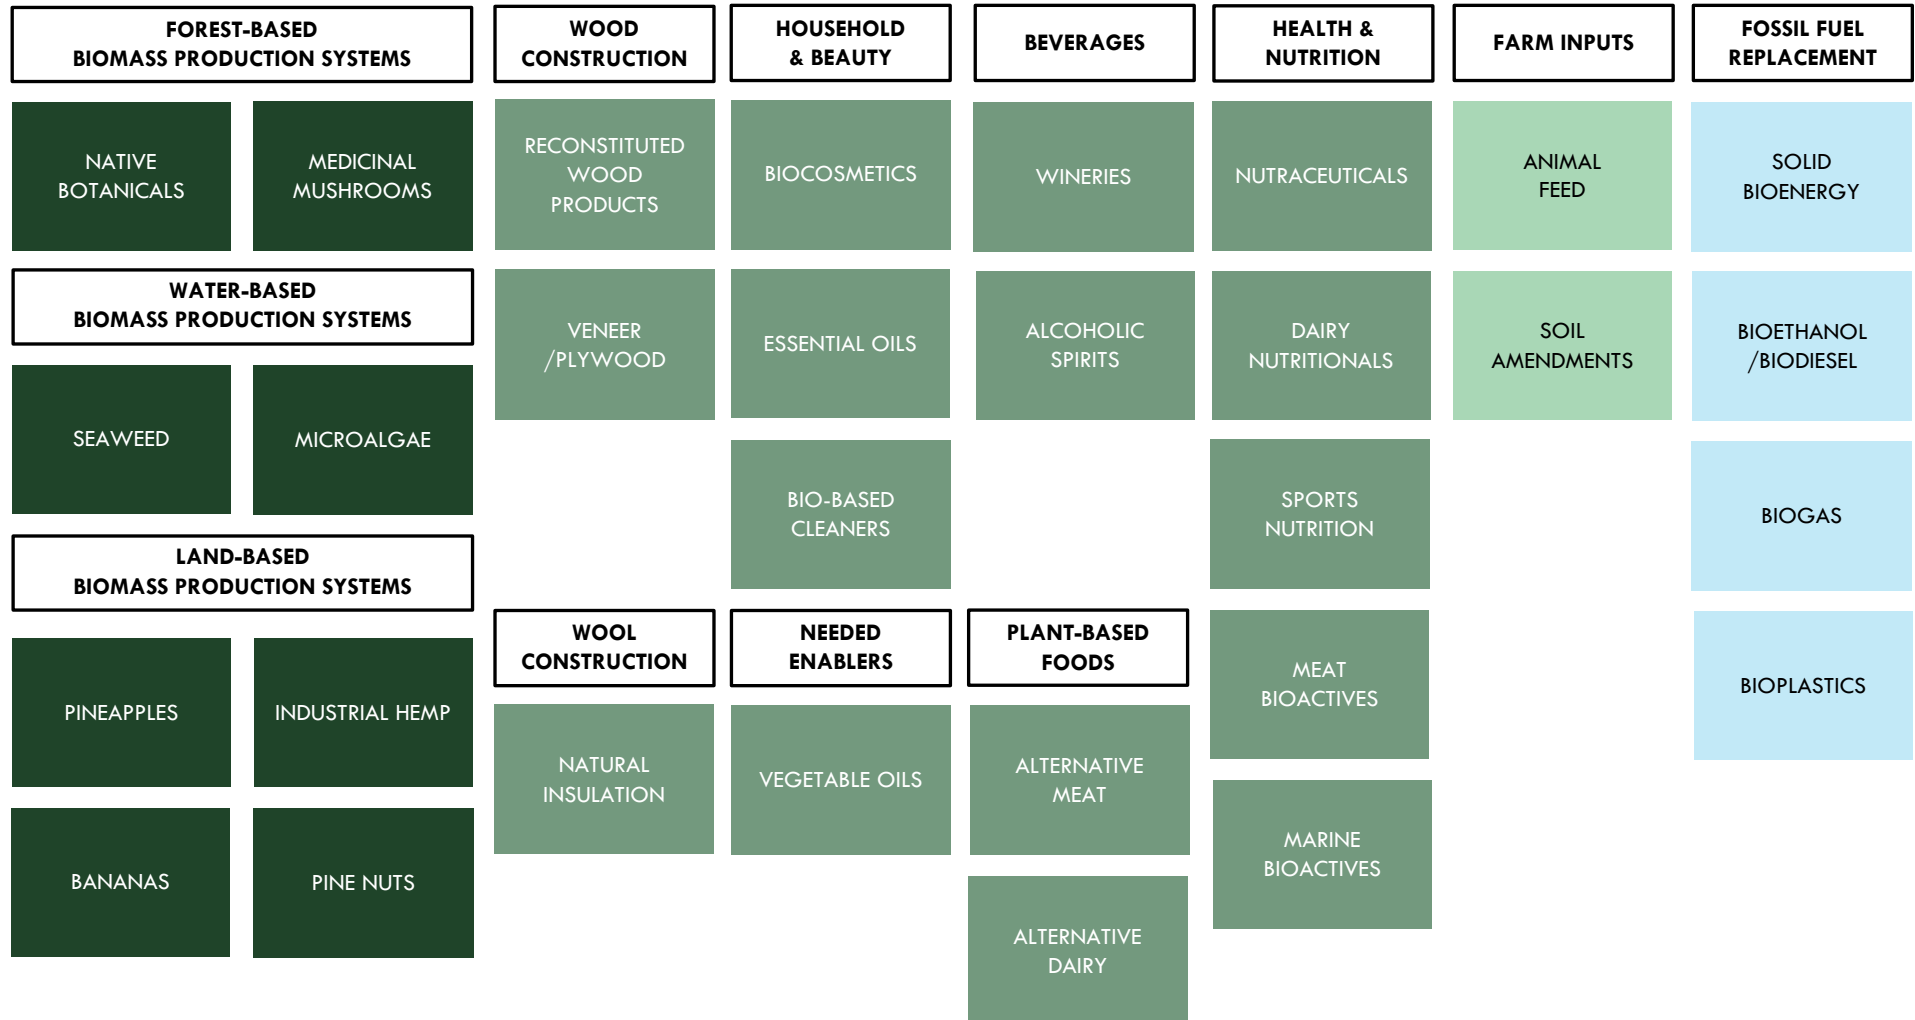 FOREST-BASED
BIOMASS PRODUCTION SYSTEMS
NATIVE
BOTANICALS
MEDICINAL
MUSHROOMS
WATER-BASED
BIOMASS PRODUCTION SYSTEMS
SEAWEED
MICROALGAE
LAND-BASED
BIOMASS PRODUCTION SYSTEMS
PINEAPPLES
INDUSTRIAL HEMP
BANANAS
PINE NUTS
WOOD
CONSTRUCTION
RECONSTITUTED
WOOD
PRODUCTS
VENEER
/PLYWOOD
WOOL
CONSTRUCTION
NATURAL
INSULATION
HOUSEHOLD
& BEAUTY
BIOCOSMETICS
ESSENTIAL OILS
BIO-BASED
CLEANERS
NEEDED
ENABLERS
VEGETABLE OILS
BEVERAGES
WINERIES
ALCOHOLIC
SPIRITS
PLANT-BASED
FOODS
ALTERNATIVE
MEAT
ALTERNATIVE
DAIRY
HEALTH &
NUTRITION
NUTRACEUTICALS
DAIRY
NUTRITIONALS
SPORTS
NUTRITION
MEAT
BIOACTIVES
MARINE
BIOACTIVES
FARM INPUTS
ANIMAL
FEED
SOIL
AMENDMENTS
FOSSIL FUEL
REPLACEMENT
SOLID
BIOENERGY
BIOETHANOL
/BIODIESEL
BIOGAS
BIOPLASTICS